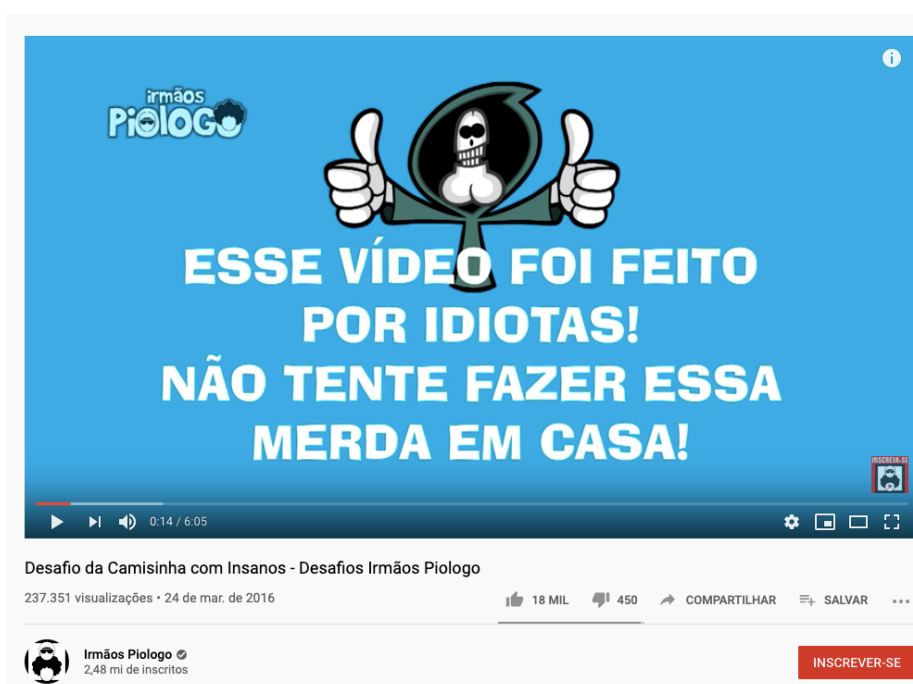 irmãos
PiOLOGO
ESSE VÍDEO FOI FEITO
POR IDIOTAS!
NÃO TENTE FAZER ESSA
MERDA EM CASA!
INSCREVA-SE
0:14 / 6:05
Desafio da Camisinha com Insanos - Desafios Irmãos Piologo
237.351 visualizações • 24 de mar. de 2016
18 MIL 450 COMPARTILHAR SALVAR
Irmãos Piologo
2,48 mi de inscritos
INSCREVER-SE